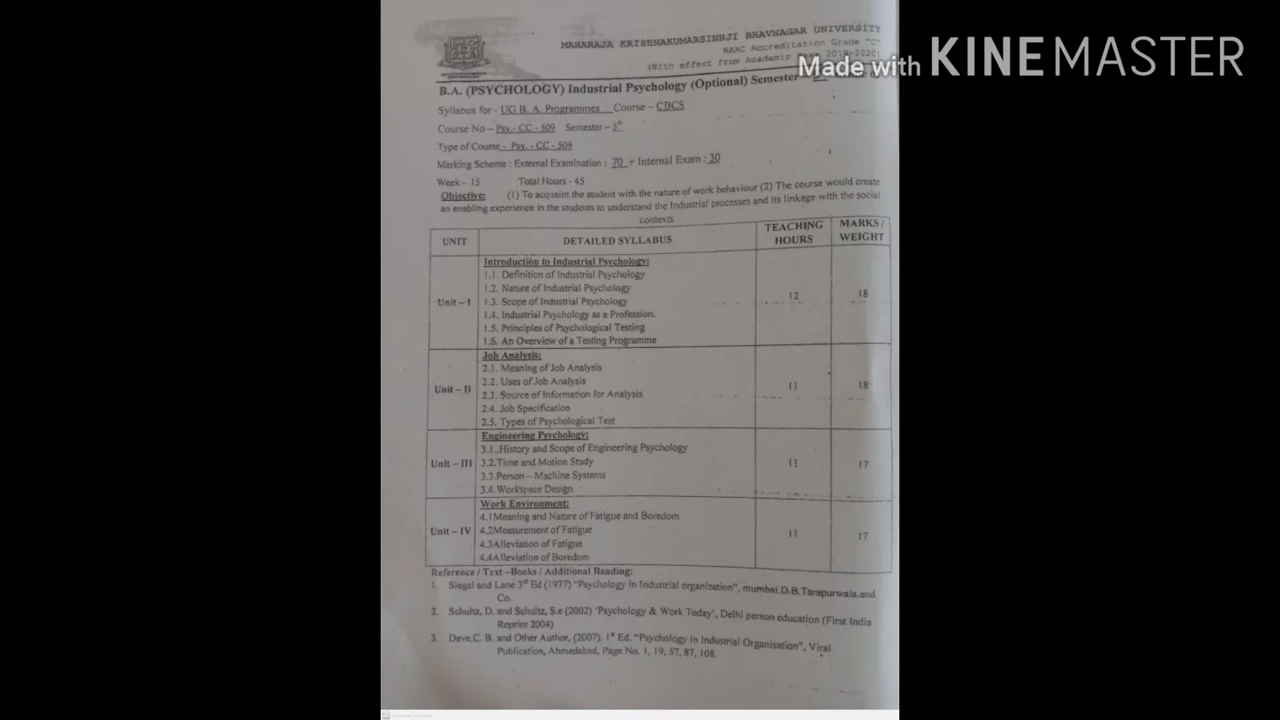 MAHARAJA KRISHNAKUMARSINHJI BHAVNAGAR UNIVERSITY
NAAC Accreditation Grade "C"
(With effect from Academic Year 2019-2020)
Made with KINEMASTER
B.A. (PSYCHOLOGY) Industrial Psychology (Optional) Semester -
Syllabus for - UG B. A. Programmes Course - CBCS
Course No - Psy.- CC - 509 Semester - 5th
Type of Course - Psy. - CC - 509
Marking Scheme : External Examination : 70 + Internal Exam : 30
Week - 15 Total Hours - 45
Objective: (1) To acquaint the student with the nature of work behaviour (2) The course would create
an enabling experience in the students to understand the Industrial processes and its linkage with the social
contexts
UNIT DETAILED SYLLABUS TEACHING HOURS MARKS / WEIGHT
Introduction to Industrial Psychology:
1.1. Definition of Industrial Psychology
1.2. Nature of Industrial Psychology
Unit - I 1.3. Scope of Industrial Psychology 12 18
1.4. Industrial Psychology as a Profession.
1.5. Principles of Psychological Testing
1.6. An Overview of a Testing Programme
Job Analysis:
2.1. Meaning of Job Analysis
2.2. Uses of Job Analysis
Unit - II 2.3. Source of Information for Analysis 11 18
2.4. Job Specification
2.5. Types of Psychological Test
Engineering Psychology:
3.1. History and Scope of Engineering Psychology
Unit - III 3.2.Time and Motion Study 11 17
3.3.Person - Machine Systems
3.4.Workspace Design
Work Environment:
4.1Meaning and Nature of Fatigue and Boredom
Unit - IV 4.2Measurement of Fatigue 11 17
4.3Alleviation of Fatigue
4.4Alleviation of Boredom
Reference / Text -Books / Additional Reading:
1. Siegal and Lane 3rd Ed (1977) "Psychology in Industrial organization", mumbai.D.B.Tarapurwala.and
Co.
2. Schultz, D. and Schultz, S.e (2002) 'Psychology & Work Today', Delhi person education (First India
Reprint 2004)
3. Dave,C. B. and Other Author, (2007). 1st Ed. "Psychology in Industrial Organisation", Viral
Publication, Ahmedabad, Page No. 1, 19, 57, 87, 108.